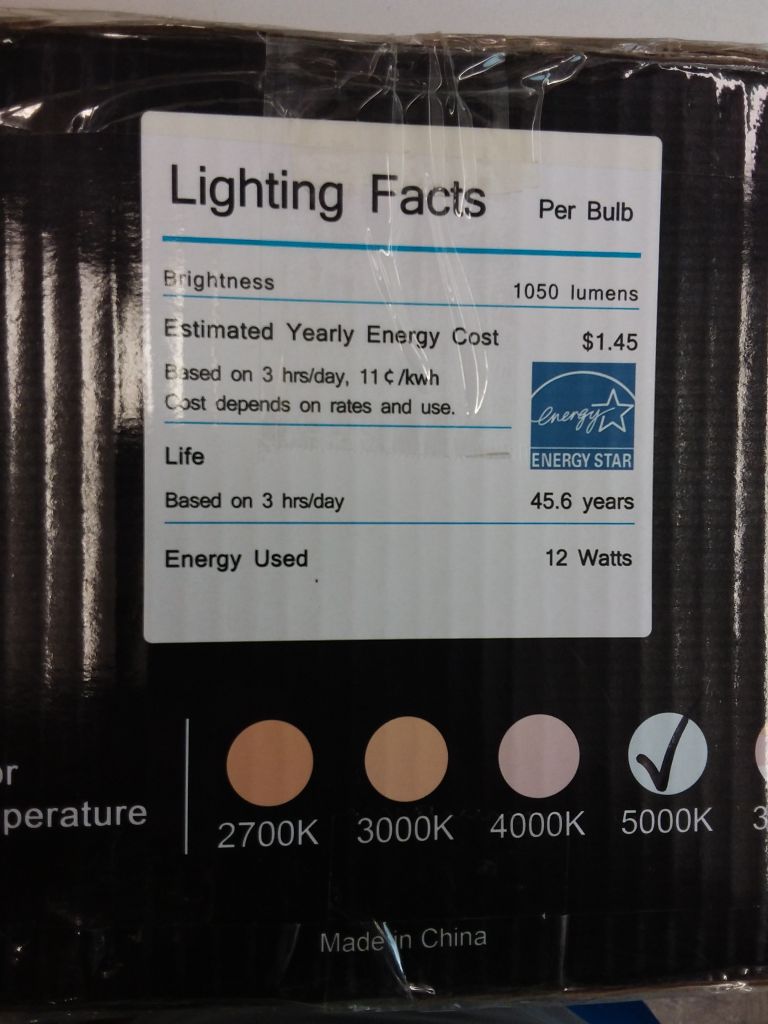 Lighting Facts Per Bulb
Brightness 1050 lumens
Estimated Yearly Energy Cost $1.45
Based on 3 hrs/day, 11¢/kwh
Cost depends on rates and use.
energy
ENERGY STAR
Life
Based on 3 hrs/day 45.6 years
Energy Used 12 Watts
2700K 3000K 4000K 5000K
Made in China